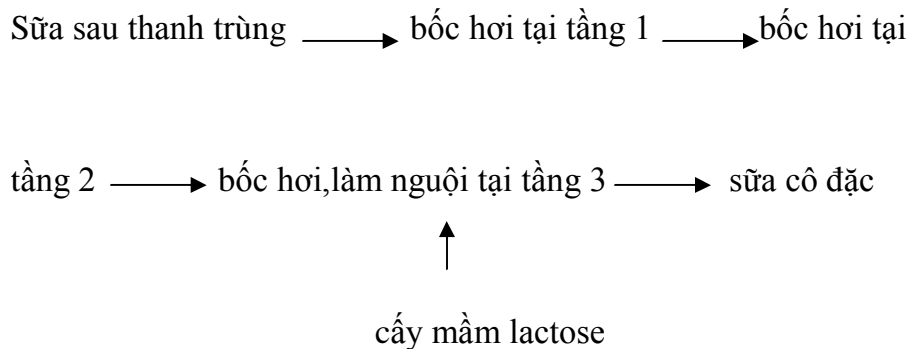 Sữa sau thanh trùng bốc hơi tại tầng 1 bốc hơi tại
tầng 2 bốc hơi,làm nguội tại tầng 3 sữa cô đặc
cấy mầm lactose